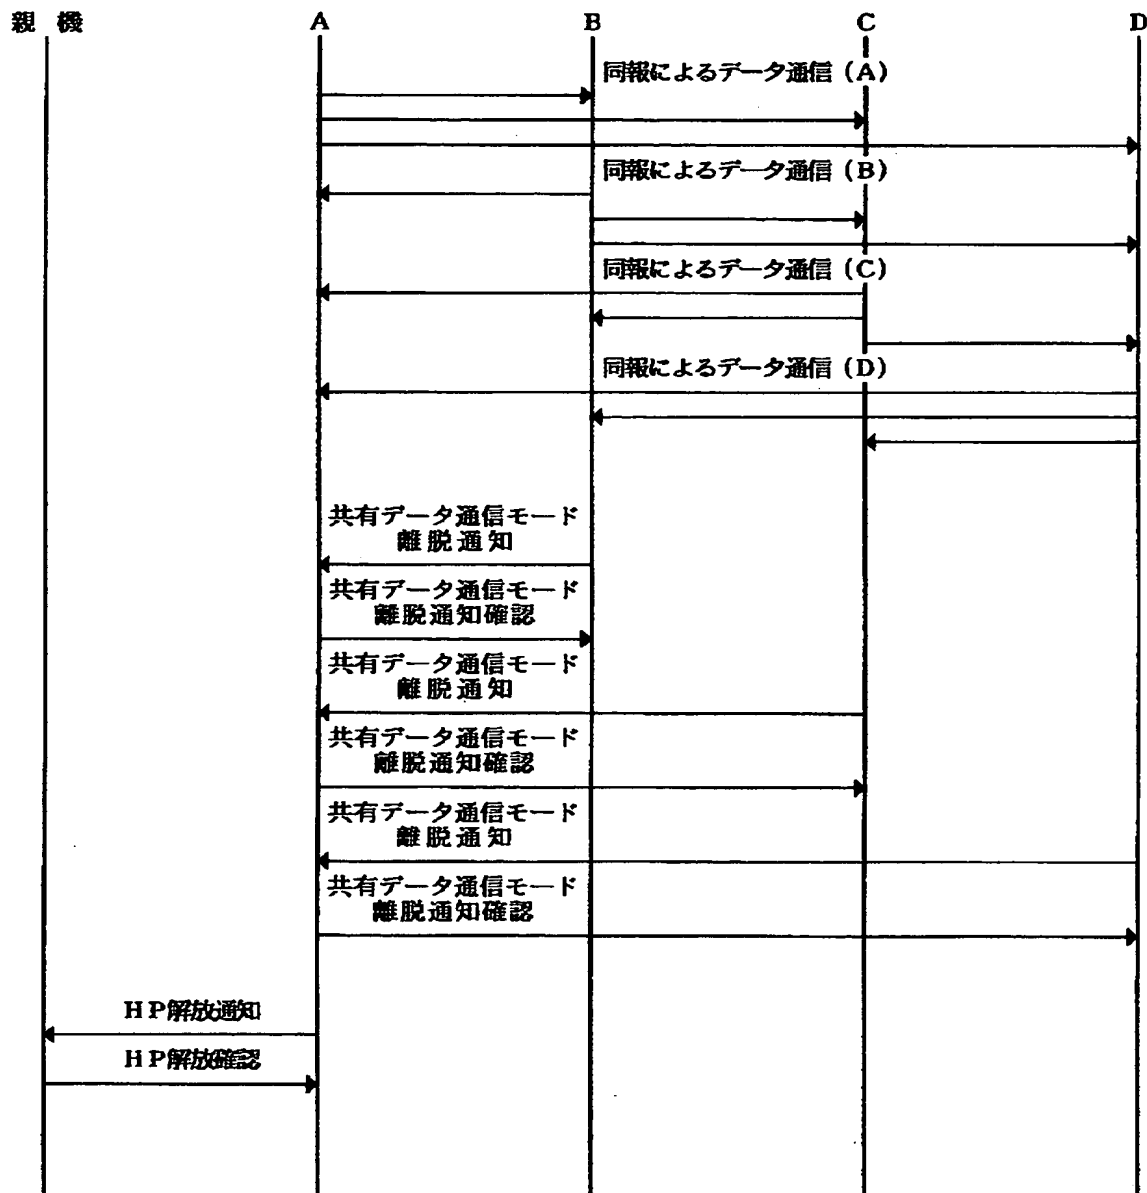 親 機 A B C D
同報によるデータ通信 (A)
同報によるデータ通信 (B)
同報によるデータ通信 (C)
同報によるデータ通信 (D)
共有データ通信モード
離脱通知
共有データ通信モード
離脱通知確認
共有データ通信モード
離脱通知
共有データ通信モード
離脱通知確認
共有データ通信モード
離脱通知
共有データ通信モード
離脱通知確認
HP解放通知
HP解放確認